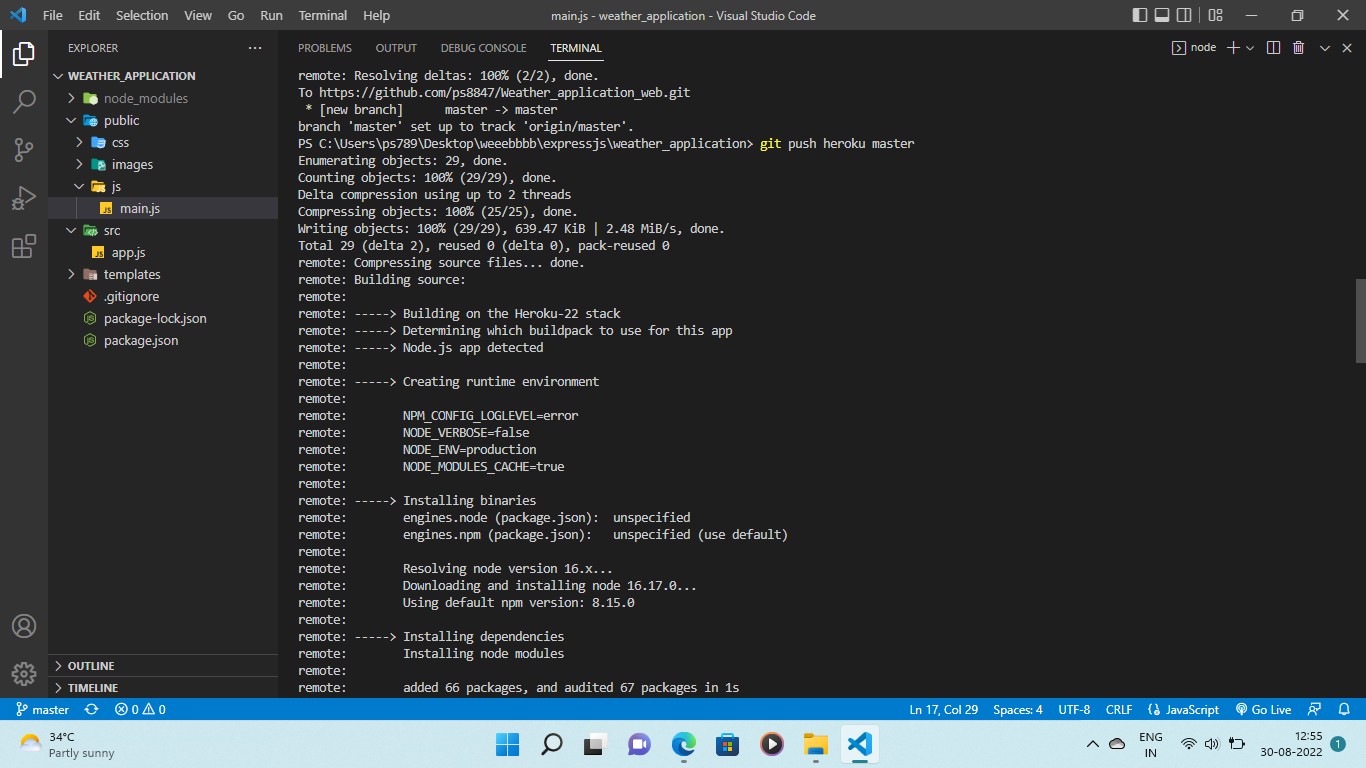 File Edit Selection View Go Run Terminal Help main.js - weather_application - Visual Studio Code
EXPLORER
WEATHER_APPLICATION
node_modules
public
css
images
js
main.js
src
app.js
templates
.gitignore
package-lock.json
package.json
OUTLINE
TIMELINE
PROBLEMS OUTPUT DEBUG CONSOLE TERMINAL node
remote: Resolving deltas: 100% (2/2), done.
To https://github.com/ps8847/Weather_application_web.git
* [new branch]      master -> master
branch 'master' set up to track 'origin/master'.
PS C:\Users\ps789\Desktop\weeebbbb\expressjs\weather_application> git push heroku master
Enumerating objects: 29, done.
Counting objects: 100% (29/29), done.
Delta compression using up to 2 threads
Compressing objects: 100% (25/25), done.
Writing objects: 100% (29/29), 639.47 KiB | 2.48 MiB/s, done.
Total 29 (delta 2), reused 0 (delta 0), pack-reused 0
remote: Compressing source files... done.
remote: Building source:
remote:
remote: -----> Building on the Heroku-22 stack
remote: -----> Determining which buildpack to use for this app
remote: -----> Node.js app detected
remote:
remote: -----> Creating runtime environment
remote:
remote:        NPM_CONFIG_LOGLEVEL=error
remote:        NODE_VERBOSE=false
remote:        NODE_ENV=production
remote:        NODE_MODULES_CACHE=true
remote:
remote: -----> Installing binaries
remote:        engines.node (package.json):  unspecified
remote:        engines.npm (package.json):   unspecified (use default)
remote:
remote:        Resolving node version 16.x...
remote:        Downloading and installing node 16.17.0...
remote:        Using default npm version: 8.15.0
remote:
remote: -----> Installing dependencies
remote:        Installing node modules
remote:
remote:        added 66 packages, and audited 67 packages in 1s
master 0 0 Ln 17, Col 29 Spaces: 4 UTF-8 CRLF JavaScript Go Live
34°C
Partly sunny
ENG
IN
12:55
30-08-2022
1